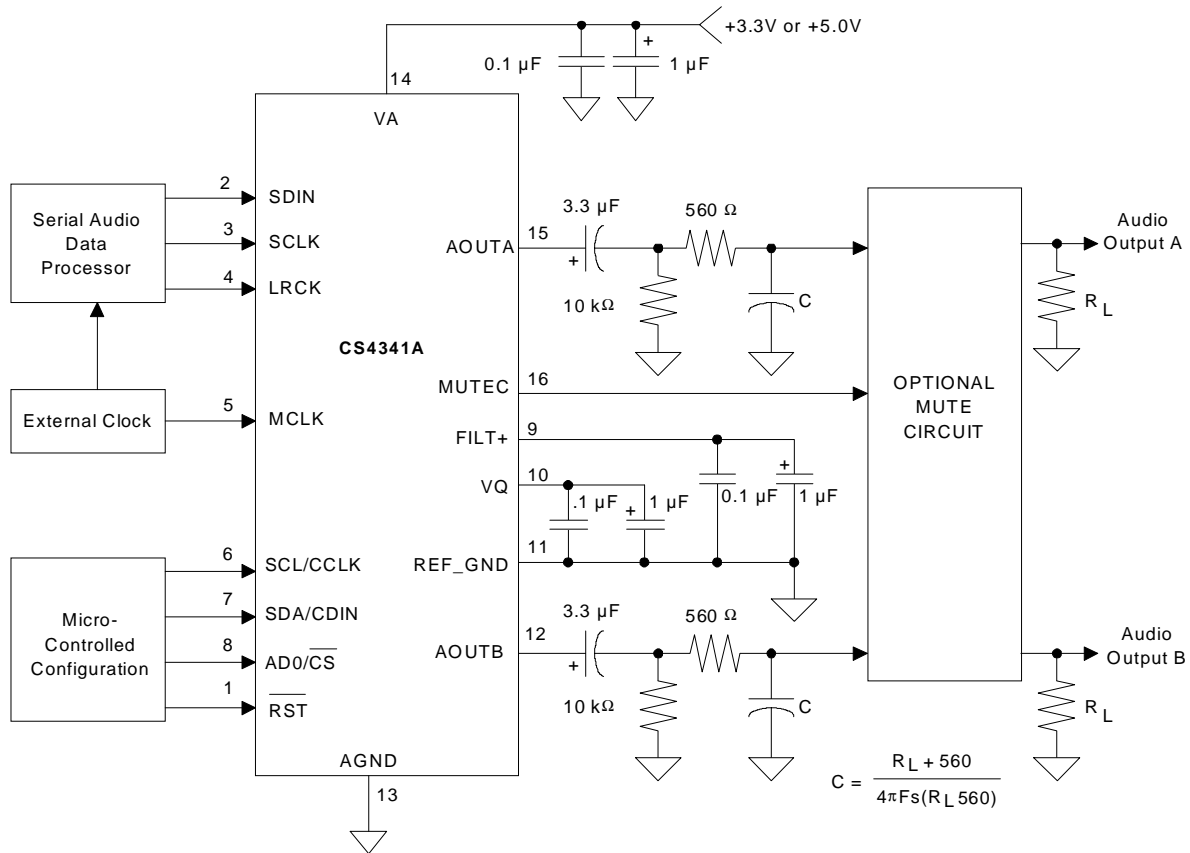 +3.3V or +5.0V
0.1 µF
+
1 µF
14
VA
Serial Audio
Data
Processor
2
SDIN
3
SCLK
4
LRCK
External Clock
5
MCLK
CS4341A
AOUTA
15
3.3 µF
+
560 Ω
10 kΩ
C
Audio
Output A
R L
MUTEC
16
OPTIONAL
MUTE
CIRCUIT
FILT+
9
0.1 µF
+
1 µF
VQ
10
.1 µF
+
1 µF
REF_GND
11
Micro-
Controlled
Configuration
6
SCL/CCLK
7
SDA/CDIN
8
AD0/CS
1
RST
AOUTB
12
3.3 µF
+
560 Ω
10 kΩ
C
Audio
Output B
R L
AGND
13
C = R L + 560
4πFs(R L 560)